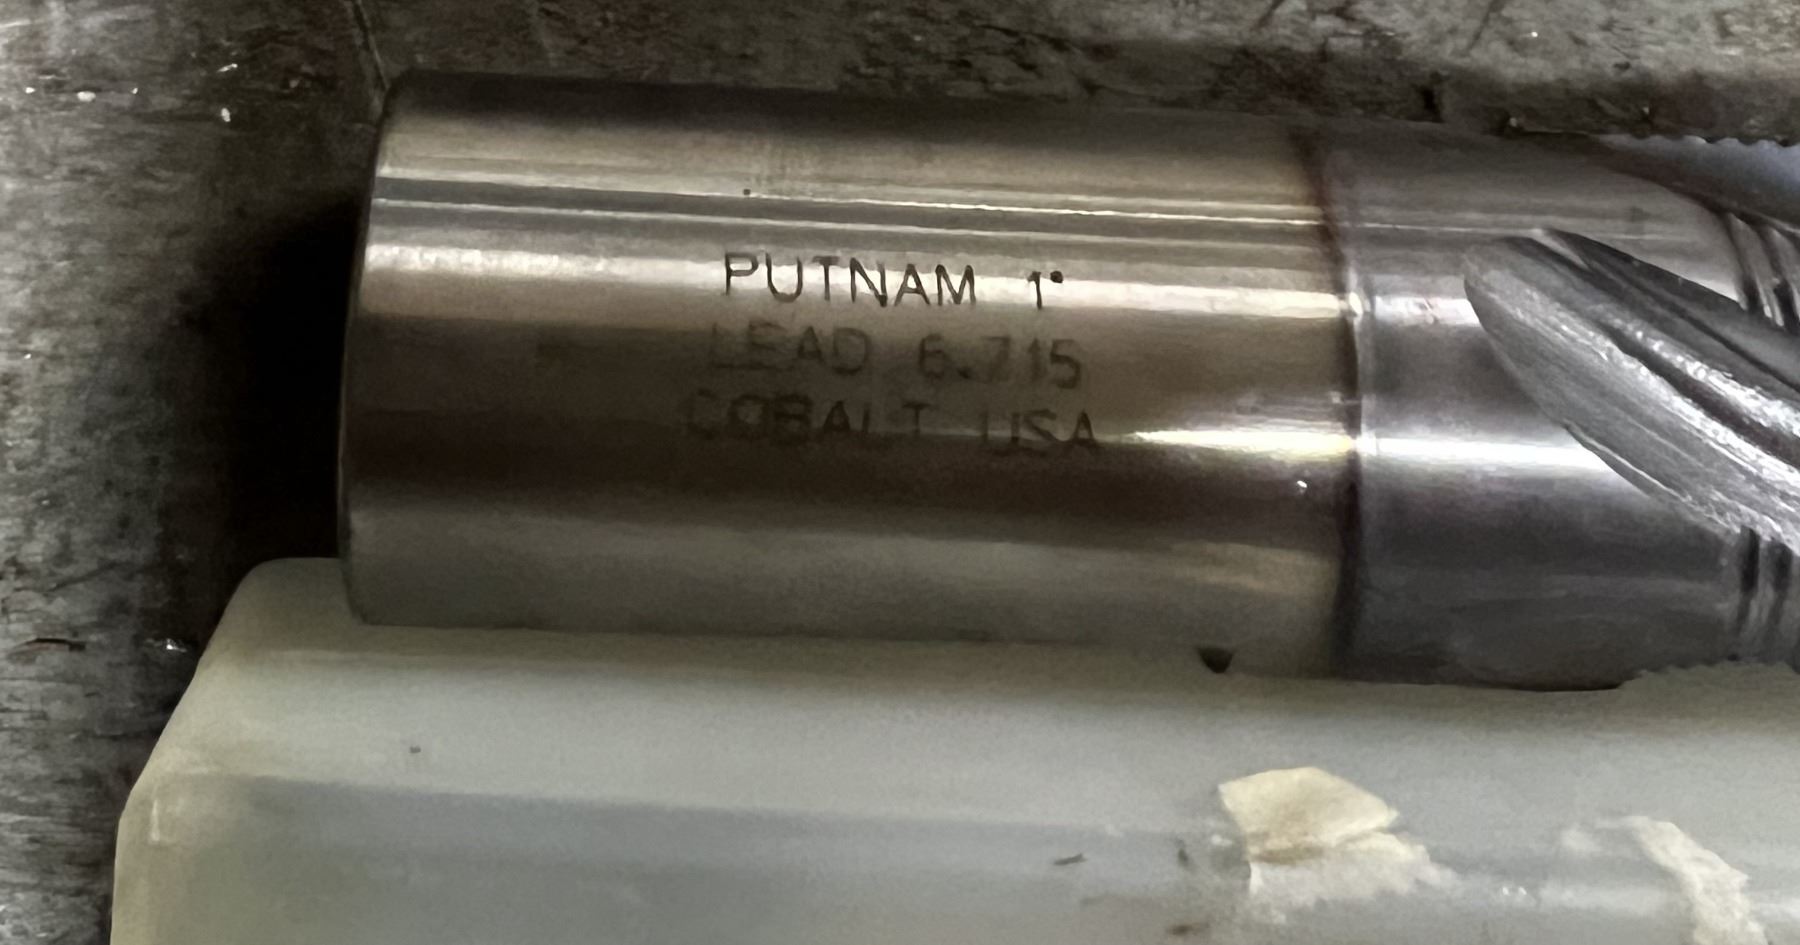 PUTNAM 1"
LEAD 6.715
COBALT USA